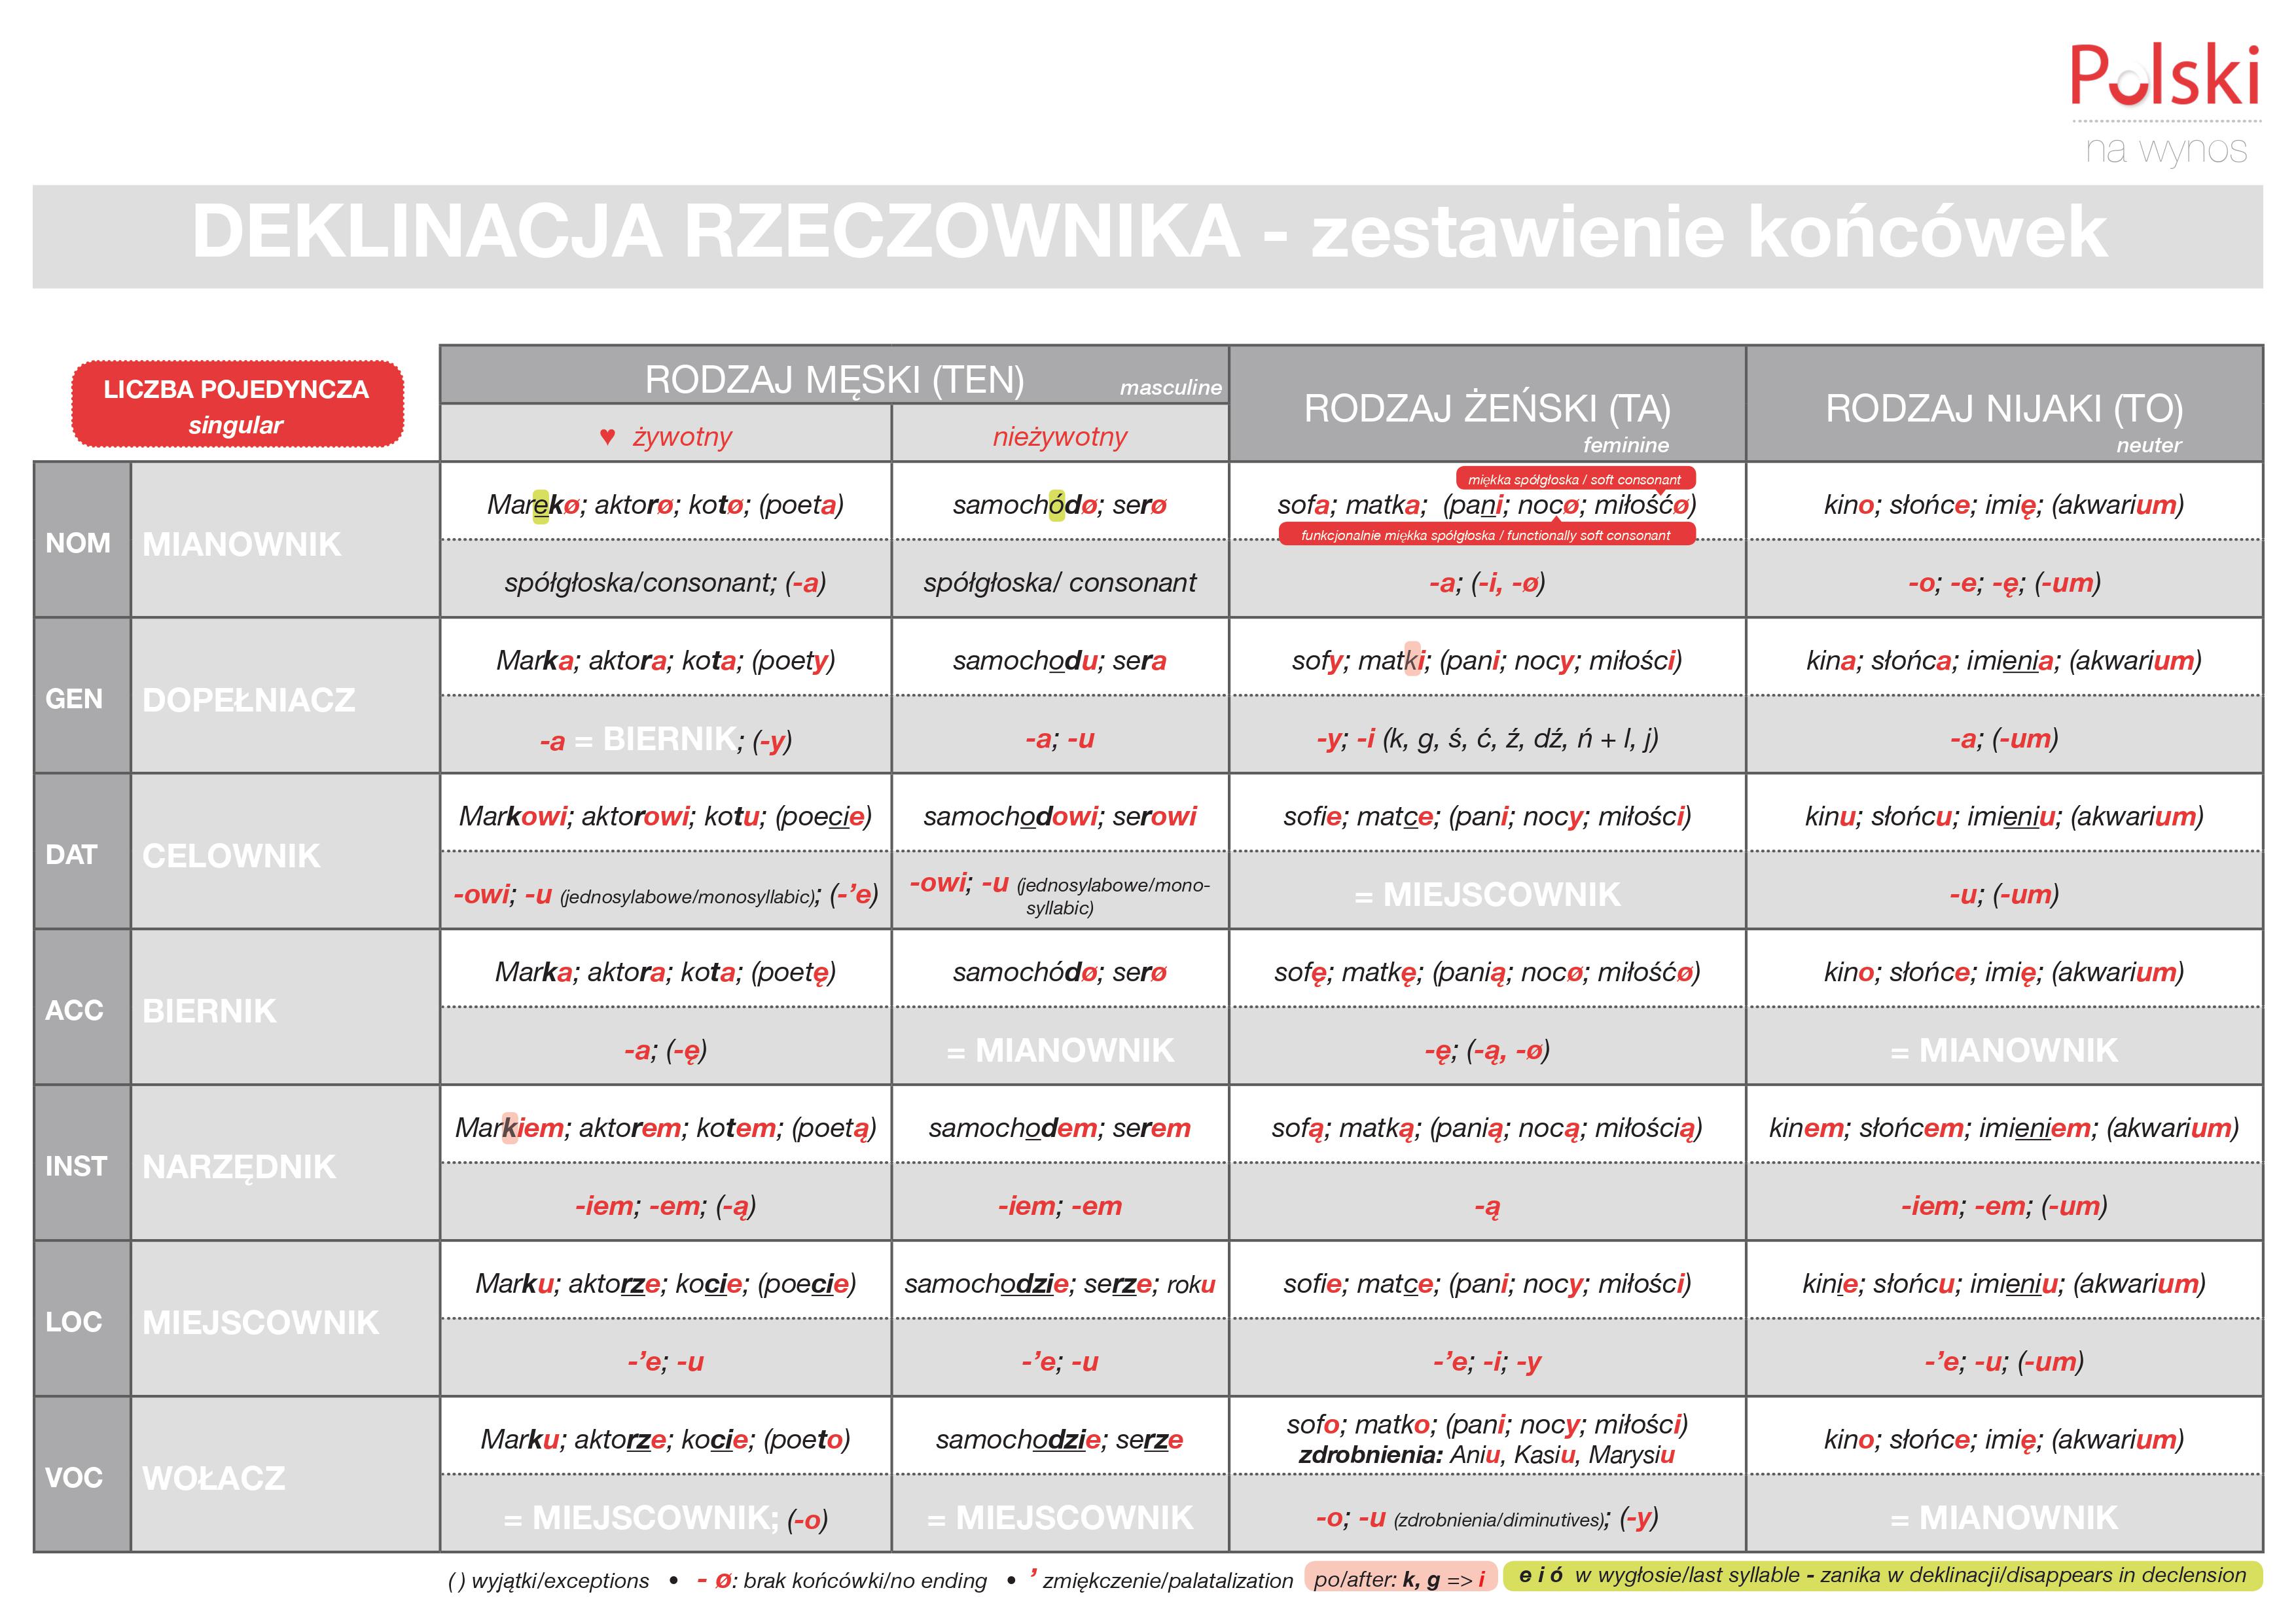 Polski
na wynos
DEKLINACJA RZECZOWNIKA - zestawienie końcówek
LICZBA POJEDYNCZA
singular
RODZAJ MĘSKI (TEN) masculine
♥ żywotny
nieżywotny
RODZAJ ŻEŃSKI (TA)
feminine
RODZAJ NIJAKI (TO)
neuter
NOM
MIANOWNIK
Marekø; aktorø; kotø; (poeta)
samochódø; serø
miękka spółgłoska / soft consonant
sofa; matka; (pani; nocø; miłośćø)
funkcjonalnie miękka spółgłoska / functionally soft consonant
kino; słońce; imię; (akwarium)
spółgłoska/consonant; (-a)
spółgłoska/ consonant
-a; (-i, -ø)
-o; -e; -ę; (-um)
GEN
DOPEŁNIACZ
Marka; aktora; kota; (poety)
samochodu; sera
sofy; matki; (pani; nocy; miłości)
kina; słońca; imienia; (akwarium)
-a = BIERNIK; (-y)
-a; -u
-y; -i (k, g, ś, ć, ź, dź, ń + l, j)
-a; (-um)
DAT
CELOWNIK
Markowi; aktorowi; kotu; (poecie)
samochodowi; serowi
sofie; matce; (pani; nocy; miłości)
kinu; słońcu; imieniu; (akwarium)
-owi; -u (jednosylabowe/monosyllabic); (-’e)
-owi; -u (jednosylabowe/mono-
syllabic)
= MIEJSCOWNIK
-u; (-um)
ACC
BIERNIK
Marka; aktora; kota; (poetę)
samochódø; serø
sofę; matkę; (panią; nocø; miłośćø)
kino; słońce; imię; (akwarium)
-a; (-ę)
= MIANOWNIK
-ę; (-ą, -ø)
= MIANOWNIK
INST
NARZĘDNIK
Markiem; aktorem; kotem; (poetą)
samochodem; serem
sofą; matką; (panią; nocą; miłością)
kinem; słońcem; imieniem; (akwarium)
-iem; -em; (-ą)
-iem; -em
-ą
-iem; -em; (-um)
LOC
MIEJSCOWNIK
Marku; aktorze; kocie; (poecie)
samochodzie; serze; roku
sofie; matce; (pani; nocy; miłości)
kinie; słońcu; imieniu; (akwarium)
-’e; -u
-’e; -u
-’e; -i; -y
-’e; -u; (-um)
VOC
WOŁACZ
Marku; aktorze; kocie; (poeto)
samochodzie; serze
sofo; matko; (pani; nocy; miłości)
zdrobnienia: Aniu, Kasiu, Marysiu
kino; słońce; imię; (akwarium)
= MIEJSCOWNIK; (-o)
= MIEJSCOWNIK
-o; -u (zdrobnienia/diminutives); (-y)
= MIANOWNIK
( ) wyjątki/exceptions • - ø: brak końcówki/no ending • ’ zmiękczenie/palatalization po/after: k, g => i e i ó w wygłosie/last syllable - zanika w deklinacji/disappears in declension